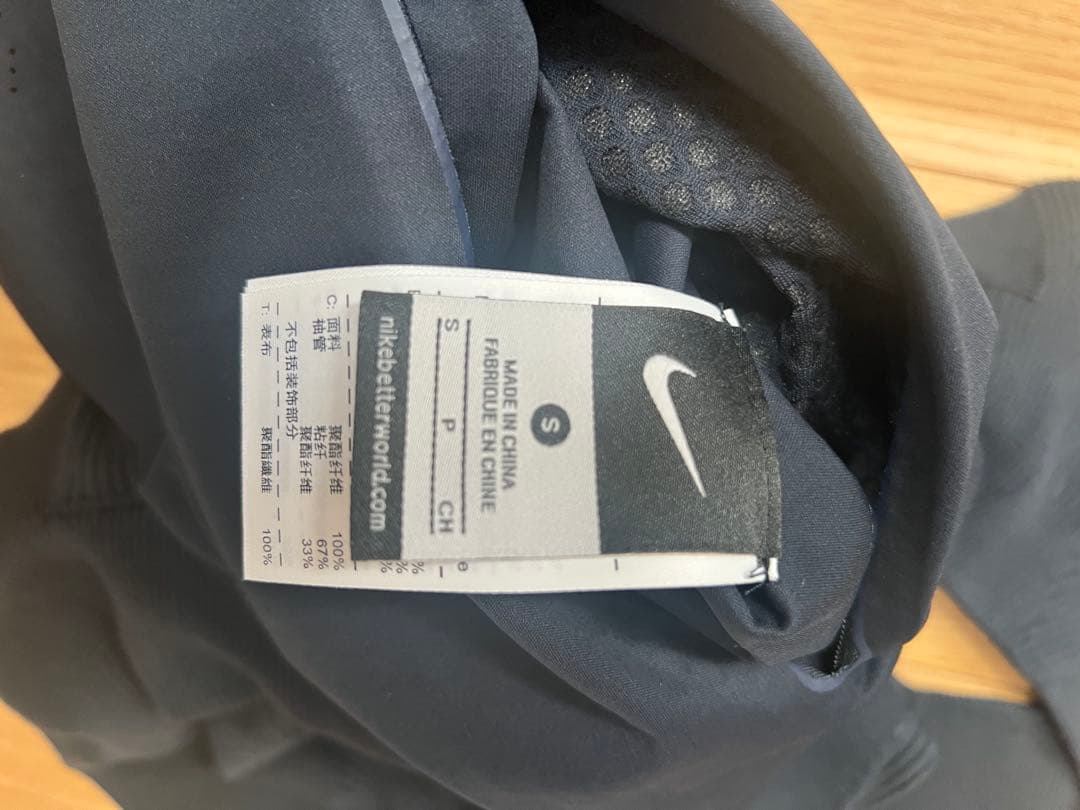 S
MADE IN CHINA
FABRIQUE EN CHINE
S P CH
nikebetterworld.com
C: 面料 聚酯纤维 100%
袖管 粘纤 67%
聚酯纤维 33%
不包括装饰部分
T: 表布 聚酯纖維 100%